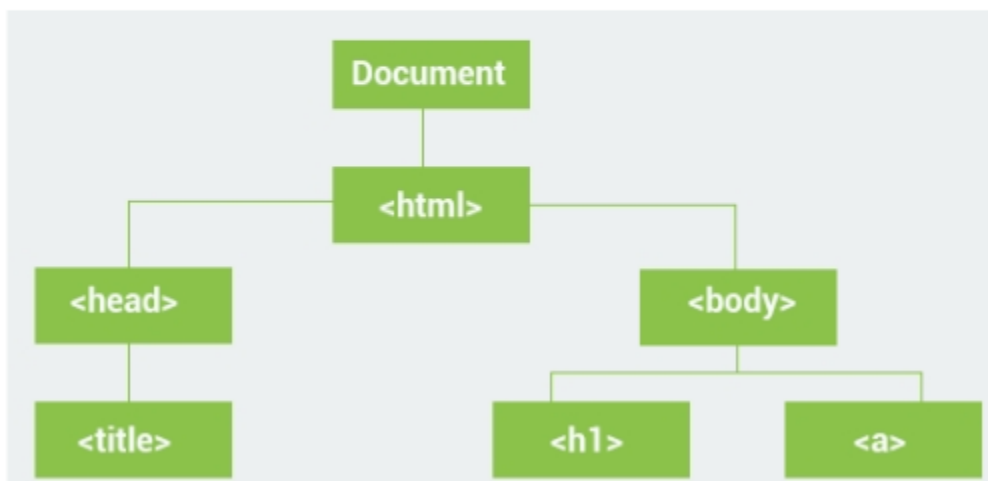 Document
<html>
<head>
<body>
<title>
<h1>
<a>